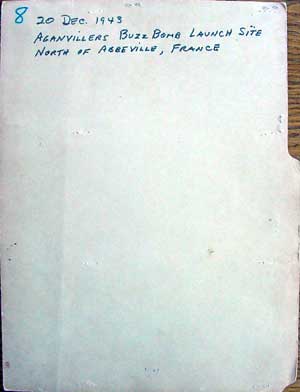 8 20 DEC. 1943
AGANVILLERS BUZZ BOMB LAUNCH SITE
NORTH OF ABBEVILLE, FRANCE